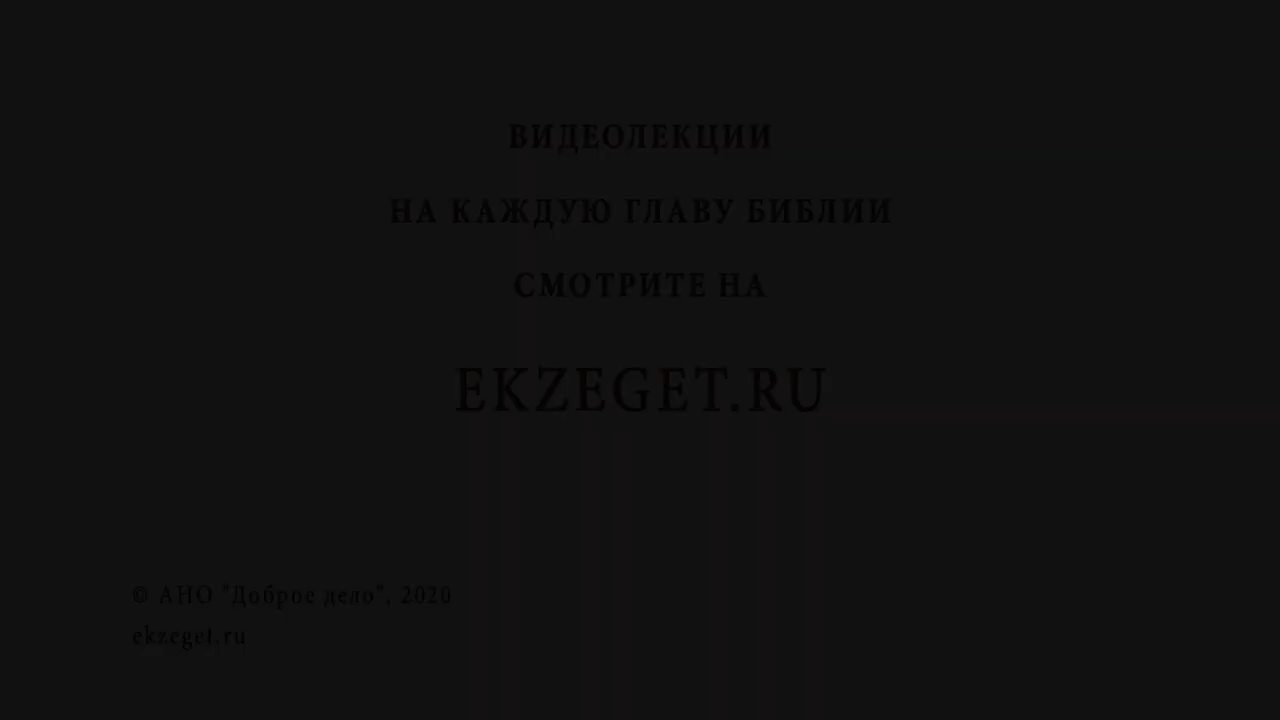 ВИДЕОЛЕКЦИИ
НА КАЖДУЮ ГЛАВУ БИБЛИИ
СМОТРИТЕ НА
EKZEGET.RU
© АНО "Доброе дело", 2020
ekzeget.ru